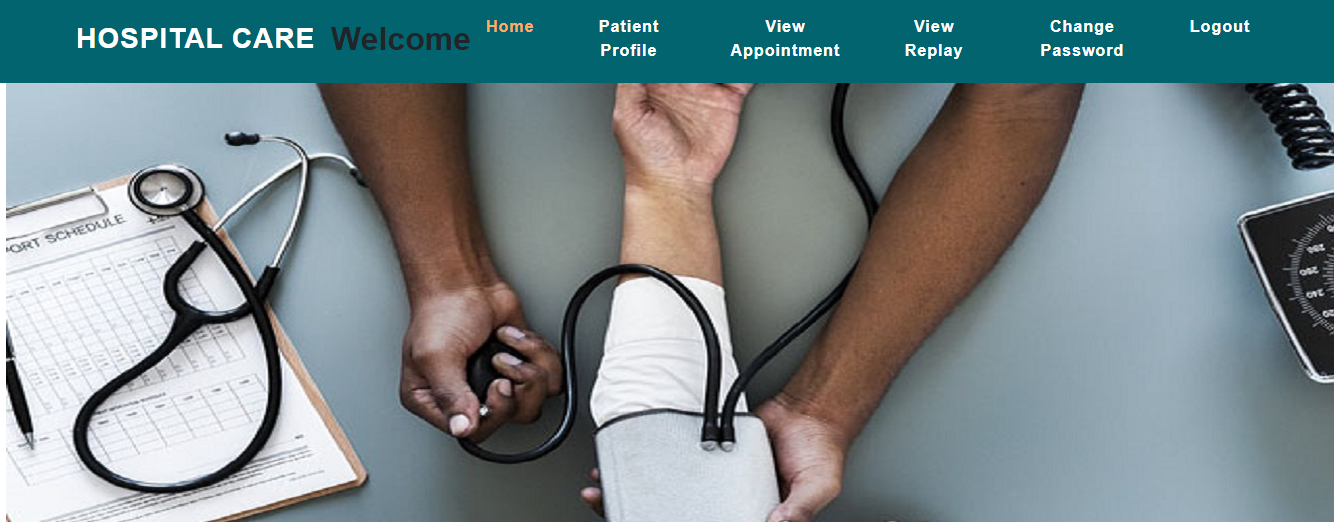 HOSPITAL CARE Welcome
Home
Patient
Profile
View
Appointment
View
Replay
Change
Password
Logout
PORT SCHEDULE